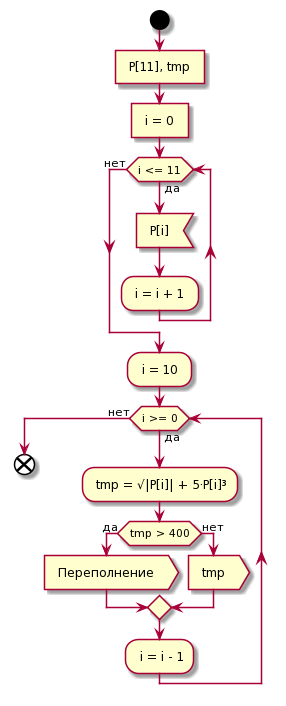 P[11], tmp
i = 0
нет
i <= 11
да
P[i]
i = i + 1
i = 10
нет
i >= 0
да
tmp = √|P[i]| + 5·P[i]³
да
tmp > 400
нет
Переполнение
tmp
i = i - 1